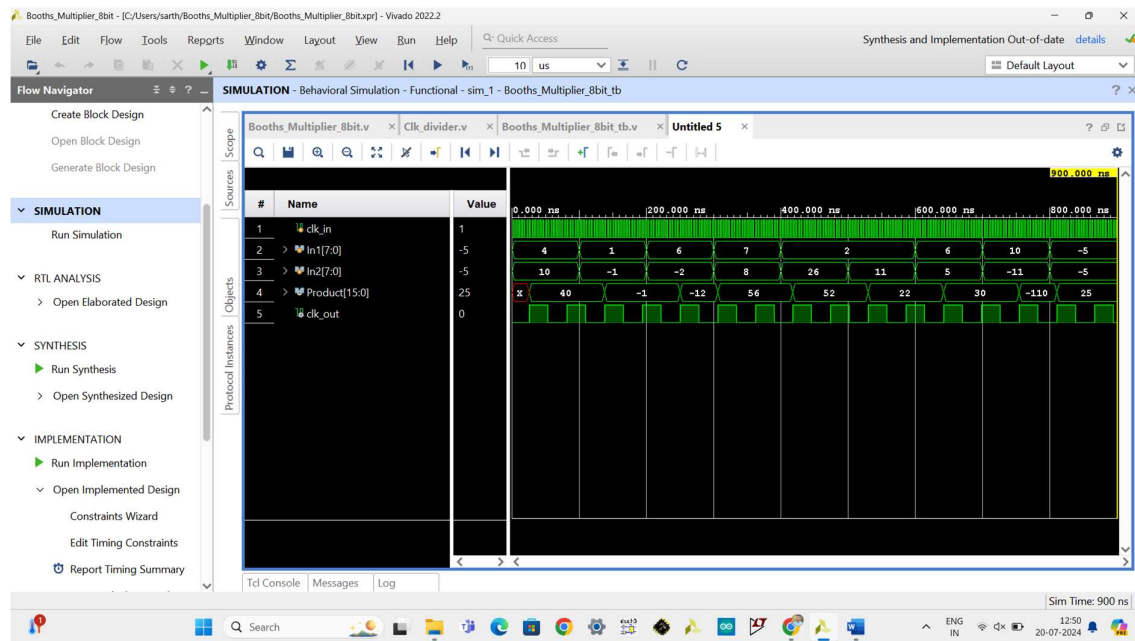 Booths_Multiplier_8bit - [C:/Users/sarth/Booths_Multiplier_8bit/Booths_Multiplier_8bit.xpr] - Vivado 2022.2
File Edit Flow Tools Reports Window Layout View Run Help Quick Access Synthesis and Implementation Out-of-date details
10 us Default Layout
Flow Navigator
SIMULATION - Behavioral Simulation - Functional - sim_1 - Booths_Multiplier_8bit_tb
Create Block Design
Open Block Design
Generate Block Design
SIMULATION
Run Simulation
RTL ANALYSIS
Open Elaborated Design
SYNTHESIS
Run Synthesis
Open Synthesized Design
IMPLEMENTATION
Run Implementation
Open Implemented Design
Constraints Wizard
Edit Timing Constraints
Report Timing Summary
Scope
Sources
Objects
Protocol Instances
Booths_Multiplier_8bit.v Clk_divider.v Booths_Multiplier_8bit_tb.v Untitled 5
900.000 ns
# Name Value 0.000 ns 200.000 ns 400.000 ns 600.000 ns 800.000 ns
1 clk_in 1
2 In1[7:0] -5 4 1 6 7 2 6 10 -5
3 In2[7:0] -5 10 -1 -2 8 26 11 5 -11 -5
4 Product[15:0] 25 X 40 -1 -12 56 52 22 30 -110 25
5 clk_out 0
Tcl Console Messages Log
Sim Time: 900 ns
Search
ENG
IN
12:50
20-07-2024